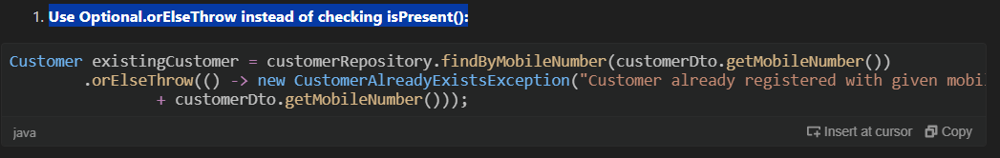 1. Use Optional.orElseThrow instead of checking isPresent():
Customer existingCustomer = customerRepository.findByMobileNumber(customerDto.getMobileNumber())
.orElseThrow(() -> new CustomerAlreadyExistsException("Customer already registered with given mobi
+ customerDto.getMobileNumber()));
java Insert at cursor Copy